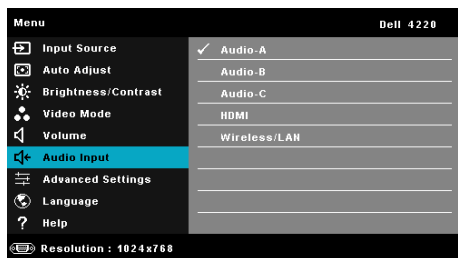 Menu Dell 4220
Input Source
Auto Adjust
Brightness/Contrast
Video Mode
Volume
Audio Input
Advanced Settings
Language
? Help
Audio-A
Audio-B
Audio-C
HDMI
Wireless/LAN
Resolution : 1024x768